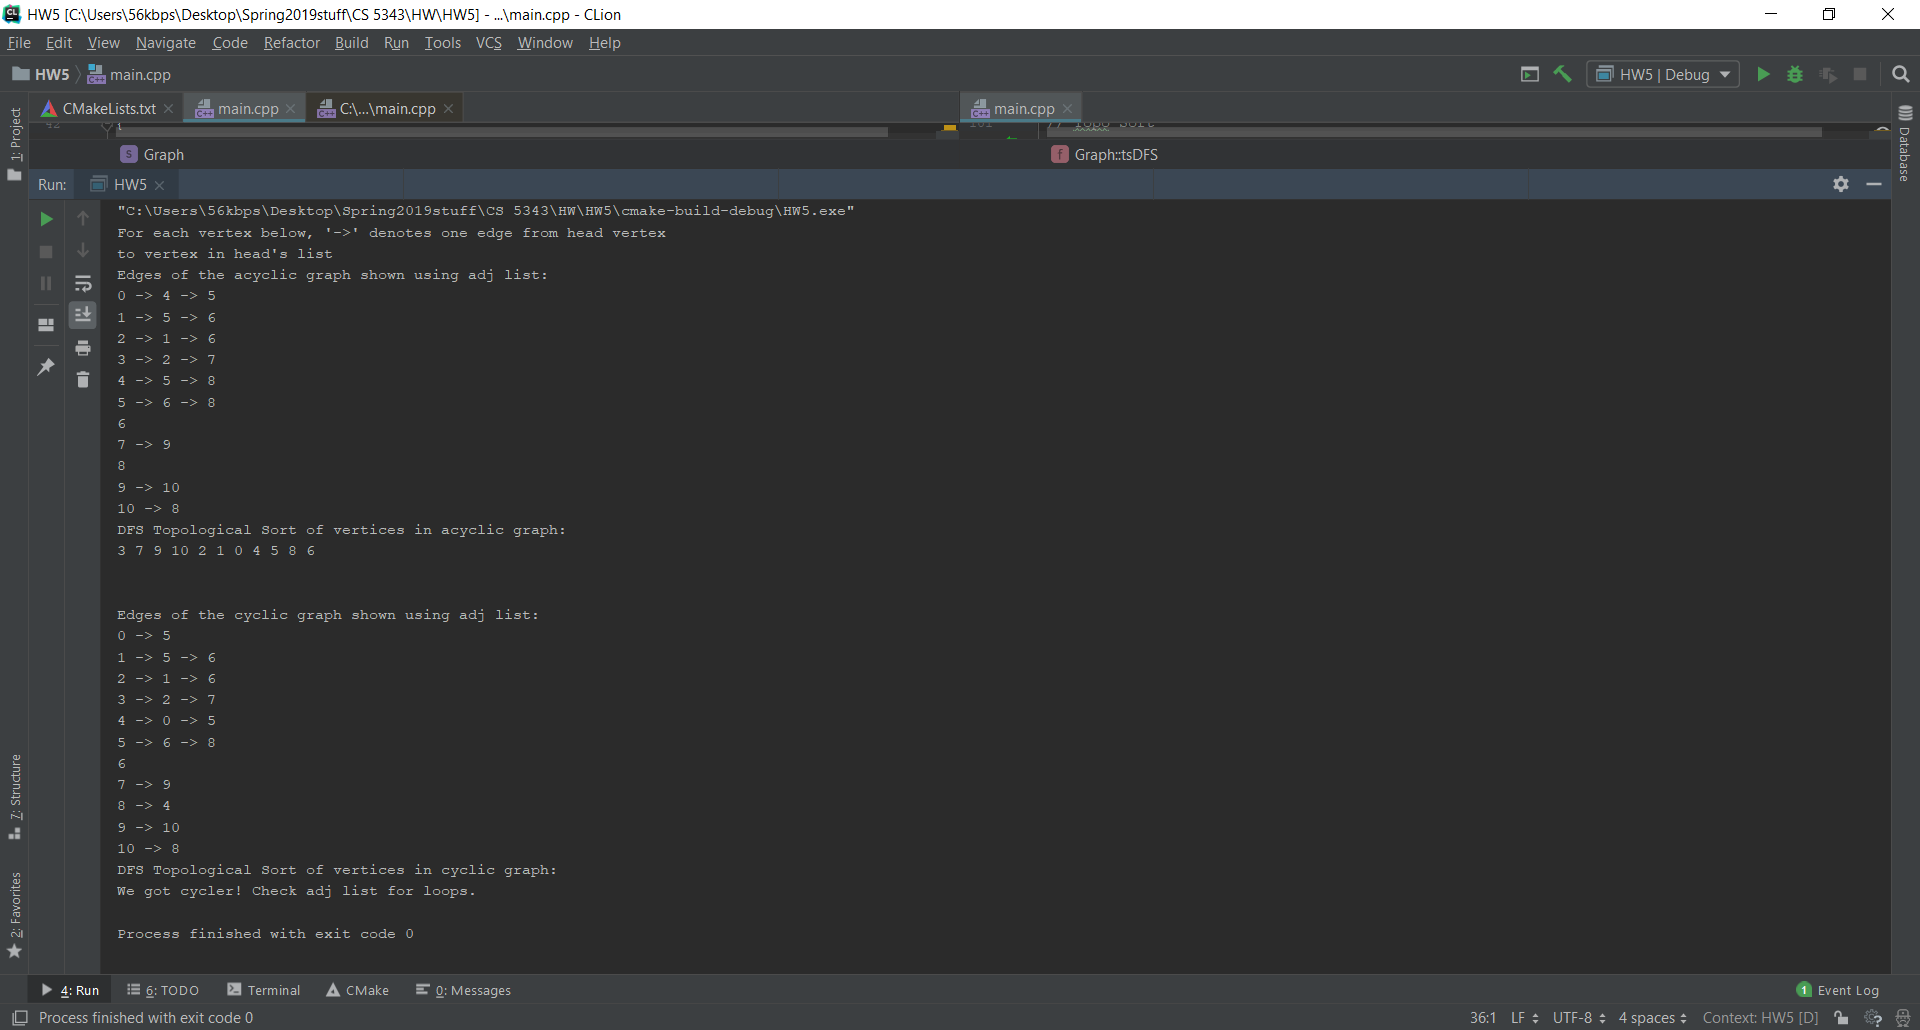 HW5 [C:\Users\56kbps\Desktop\Spring2019stuff\CS 5343\HW\HW5] - ...\main.cpp - CLion
File Edit View Navigate Code Refactor Build Run Tools VCS Window Help
HW5 main.cpp HW5 | Debug
CMakeLists.txt main.cpp C:\...\main.cpp main.cpp
1: Project
Database
42 161 // Topo Sort
Graph Graph::tsDFS
Run: HW5
"C:\Users\56kbps\Desktop\Spring2019stuff\CS 5343\HW\HW5\cmake-build-debug\HW5.exe"
For each vertex below, '->' denotes one edge from head vertex
to vertex in head's list
Edges of the acyclic graph shown using adj list:
0 -> 4 -> 5
1 -> 5 -> 6
2 -> 1 -> 6
3 -> 2 -> 7
4 -> 5 -> 8
5 -> 6 -> 8
6
7 -> 9
8
9 -> 10
10 -> 8
DFS Topological Sort of vertices in acyclic graph:
3 7 9 10 2 1 0 4 5 8 6
Edges of the cyclic graph shown using adj list:
0 -> 5
1 -> 5 -> 6
2 -> 1 -> 6
3 -> 2 -> 7
4 -> 0 -> 5
5 -> 6 -> 8
6
7 -> 9
8 -> 4
9 -> 10
10 -> 8
DFS Topological Sort of vertices in cyclic graph:
We got cycler! Check adj list for loops.
Process finished with exit code 0
7: Structure
2: Favorites
4: Run 6: TODO Terminal CMake 0: Messages 1 Event Log
Process finished with exit code 0 36:1 LF UTF-8 4 spaces Context: HW5 [D]